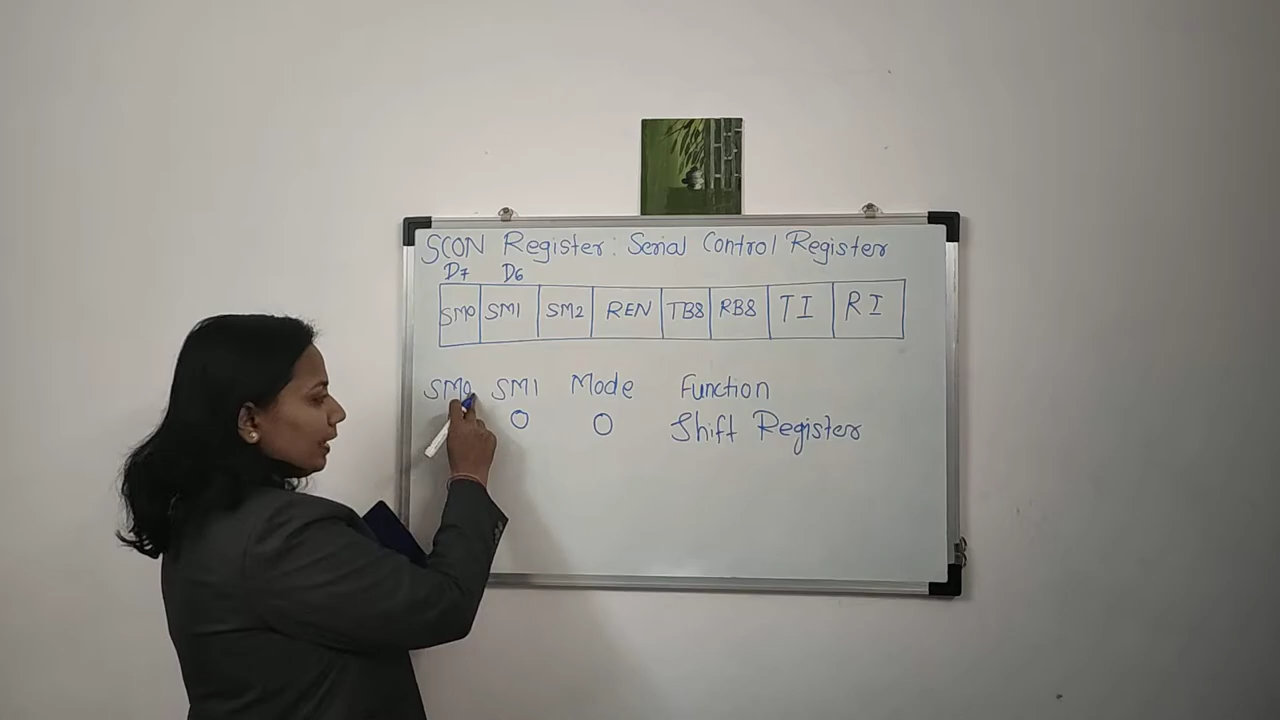 SCON Register: Serial Control Register
D7 D6
SM0 SM1 SM2 REN TB8 RB8 TI RI
SM0 SM1 Mode Function
0 0 Shift Register